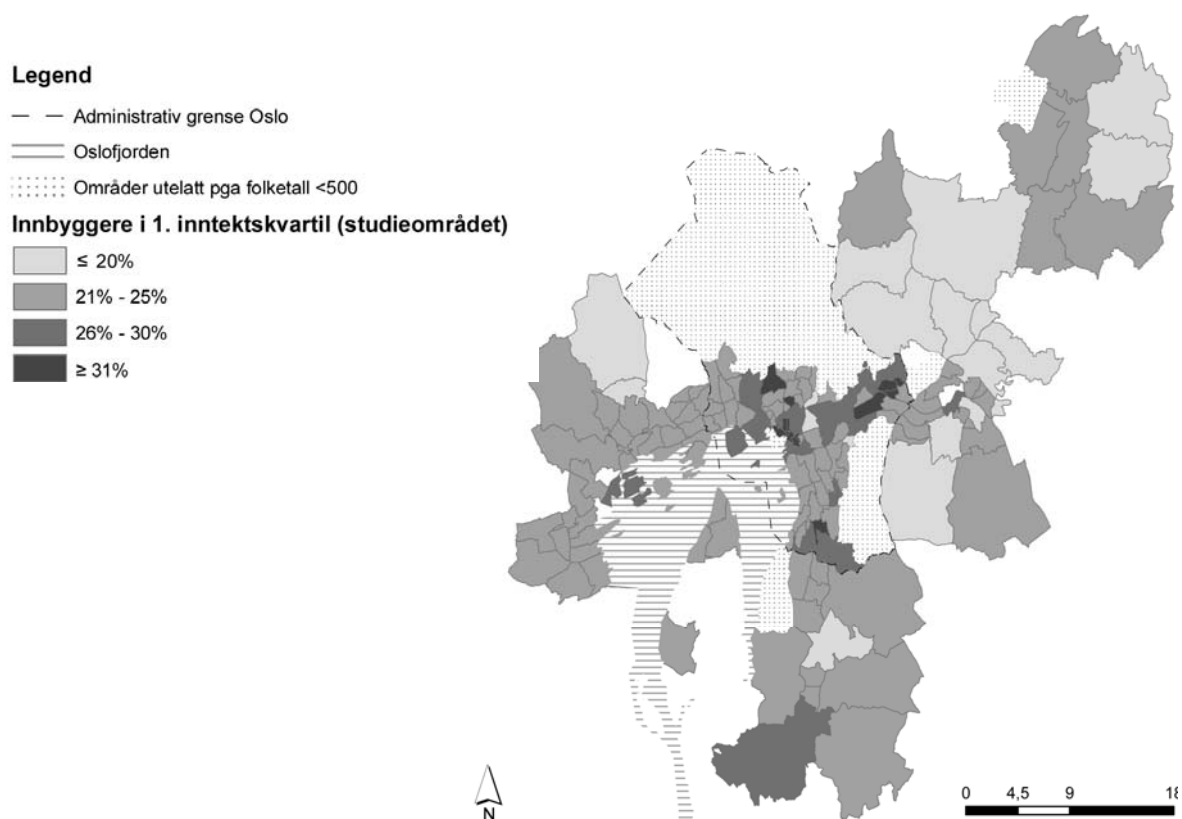 Legend
Administrativ grense Oslo
Oslofjorden
Områder utelatt pga folketall <500
Innbyggere i 1. inntektskvartil (studieområdet)
≤ 20%
21% - 25%
26% - 30%
≥ 31%
N
0 4,5 9 18